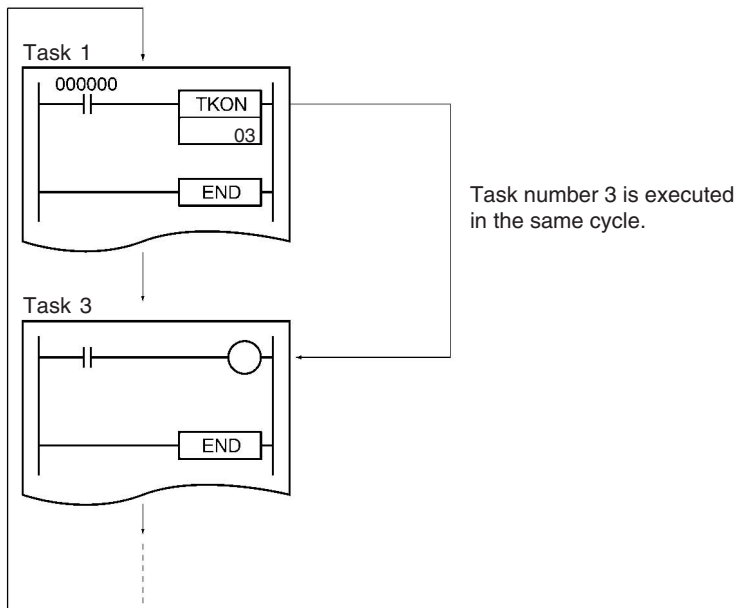 Task 1
000000
TKON
03
END
Task number 3 is executed
in the same cycle.
Task 3
END